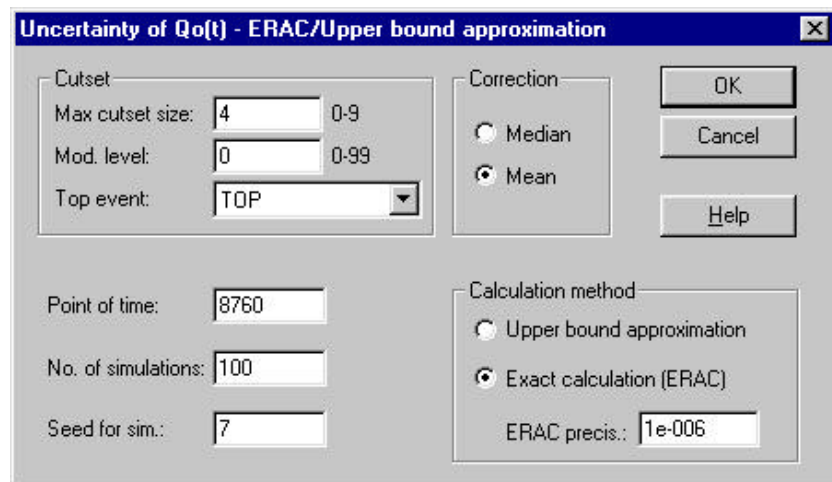 Uncertainty of Qo(t) - ERAC/Upper bound approximation
Cutset
Max cutset size: 4 0-9
Mod. level: 0 0-99
Top event: TOP
Correction
Median
Mean
OK
Cancel
Help
Point of time: 8760
No. of simulations: 100
Seed for sim.: 7
Calculation method
Upper bound approximation
Exact calculation (ERAC)
ERAC precis.: 1e-006